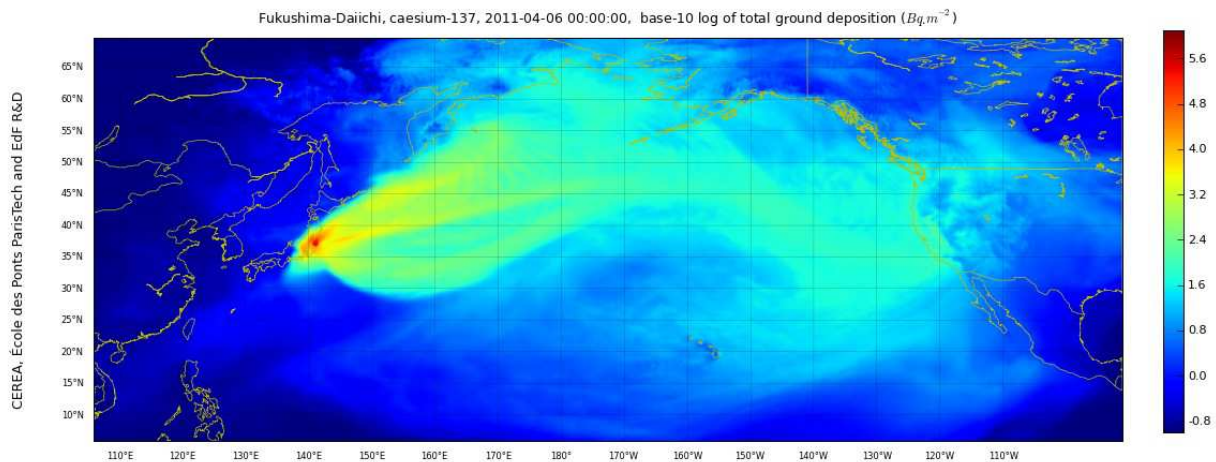 Fukushima-Daiichi, caesium-137, 2011-04-06 00:00:00, base-10 log of total ground deposition (Bq.m⁻²)
CEREA, École des Ponts ParisTech and EdF R&D
65°N
60°N
55°N
50°N
45°N
40°N
35°N
30°N
25°N
20°N
15°N
10°N
110°E 120°E 130°E 140°E 150°E 160°E 170°E 180° 170°W 160°W 150°W 140°W 130°W 120°W 110°W
5.6
4.8
4.0
3.2
2.4
1.6
0.8
0.0
-0.8